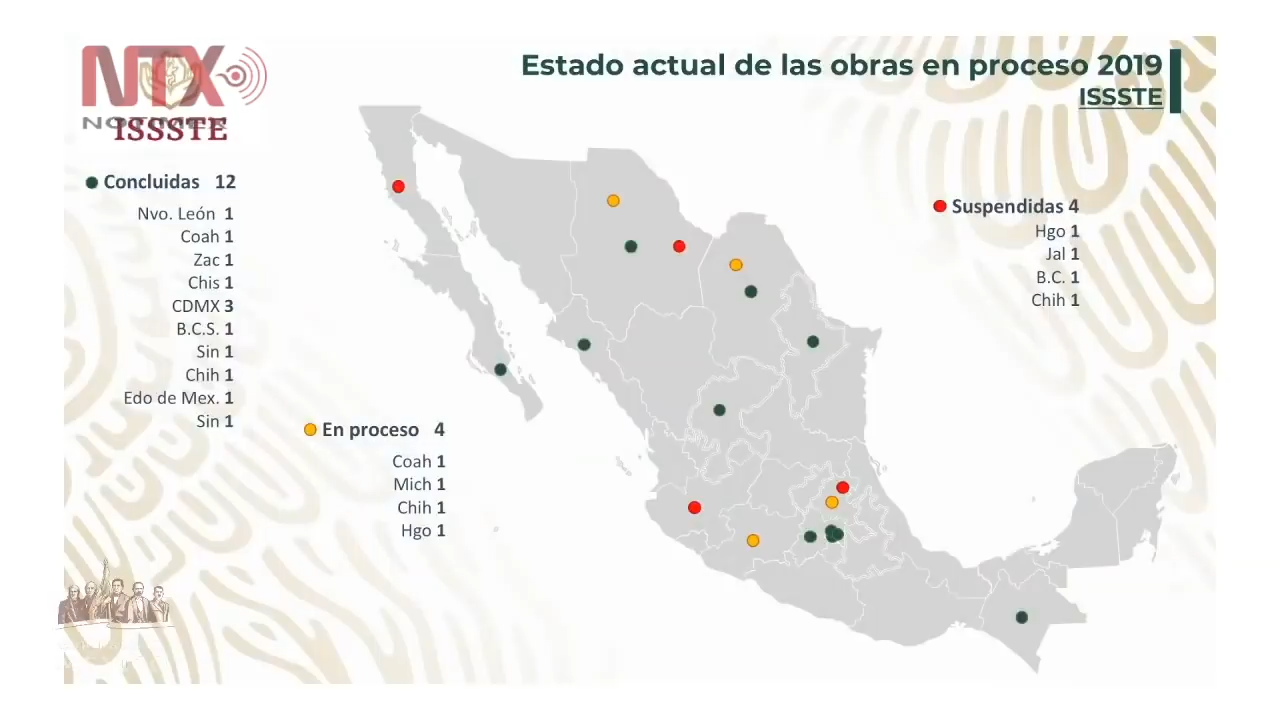 NTX
ISSSTE
Estado actual de las obras en proceso 2019
ISSSTE
Concluidas 12
Nvo. León 1
Coah 1
Zac 1
Chis 1
CDMX 3
B.C.S. 1
Sin 1
Chih 1
Edo de Mex. 1
Sin 1
En proceso 4
Coah 1
Mich 1
Chih 1
Hgo 1
Suspendidas 4
Hgo 1
Jal 1
B.C. 1
Chih 1